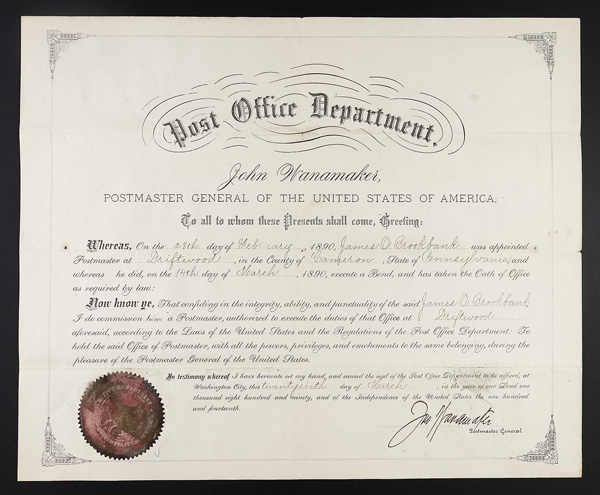 Post Office Department.
John Wanamaker,
POSTMASTER GENERAL OF THE UNITED STATES OF AMERICA.
To all to whom these Presents shall come, Greeting:
Whereas, On the 28th day of February, 1890, James O. Brookbank was appointed
Postmaster at Driftwood, in the County of Cameron, State of Pennsylvania, and
whereas he did, on the 14th day of March, 1890, execute a Bond, and has taken the Oath of Office
as required by law:
Now know ye, That confiding in the integrity, ability, and punctuality of the said James O. Brookbank
I do commission him a Postmaster, authorized to execute the duties of that Office at Driftwood
aforesaid, according to the Laws of the United States and the Regulations of the Post Office Department: To
hold the said Office of Postmaster, with all the powers, privileges, and emoluments to the same belonging, during the
pleasure of the Postmaster General of the United States.
In testimony whereof I have hereunto set my hand, and caused the seal of the Post Office Department to be affixed, at
Washington City, this twentysixth day of March, in the year of our Lord one
thousand eight hundred and ninety, and of the Independence of the United States the one hundred
and fourteenth.
Jno Wanamaker
Postmaster General.